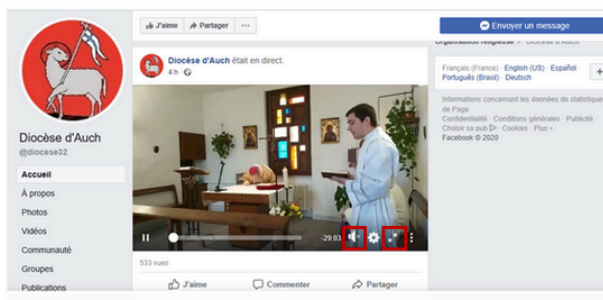 J'aime Partager ...
Envoyer un message
Diocèse d'Auch était en direct.
4 h
Français (France) · English (US) · Español ·
Português (Brasil) · Deutsch
Informations concernant les données de statistiques
de Page
Confidentialité · Conditions générales · Publicité ·
Choisir sa pub · Cookies · Plus
Facebook © 2020
Diocèse d'Auch
@diocese32
Accueil
À propos
Photos
Vidéos
Communauté
Groupes
Publications
-29:03
533 vues
J'aime Commenter Partager